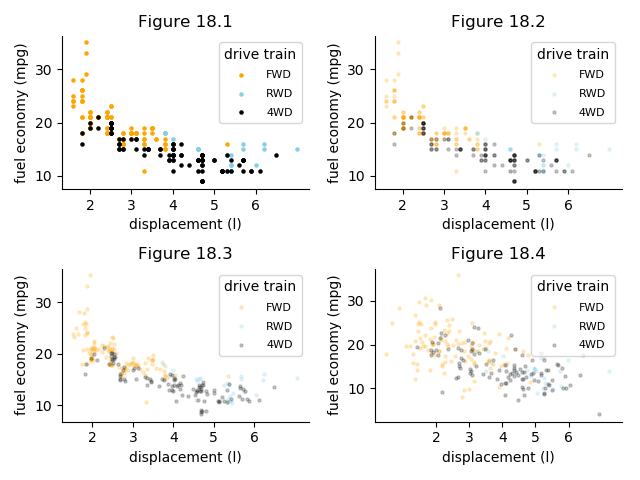 Figure 18.1
fuel economy (mpg)
30
20
10
drive train
FWD
RWD
4WD
2 3 4 5 6
displacement (l)
Figure 18.2
fuel economy (mpg)
30
20
10
drive train
FWD
RWD
4WD
2 3 4 5 6
displacement (l)
Figure 18.3
fuel economy (mpg)
30
20
10
drive train
FWD
RWD
4WD
2 3 4 5 6
displacement (l)
Figure 18.4
fuel economy (mpg)
30
20
10
drive train
FWD
RWD
4WD
2 3 4 5 6
displacement (l)